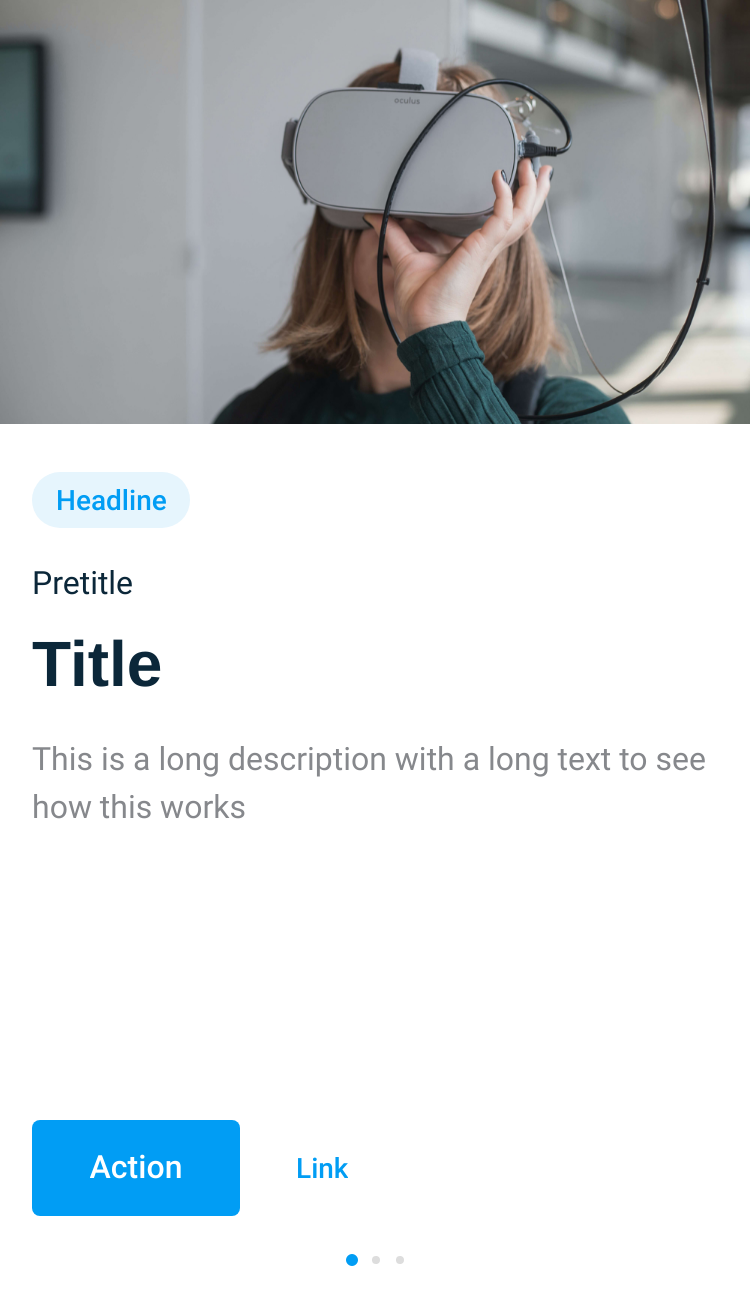 oculus
Headline
Pretitle
Title
This is a long description with a long text to see
how this works
Action
Link